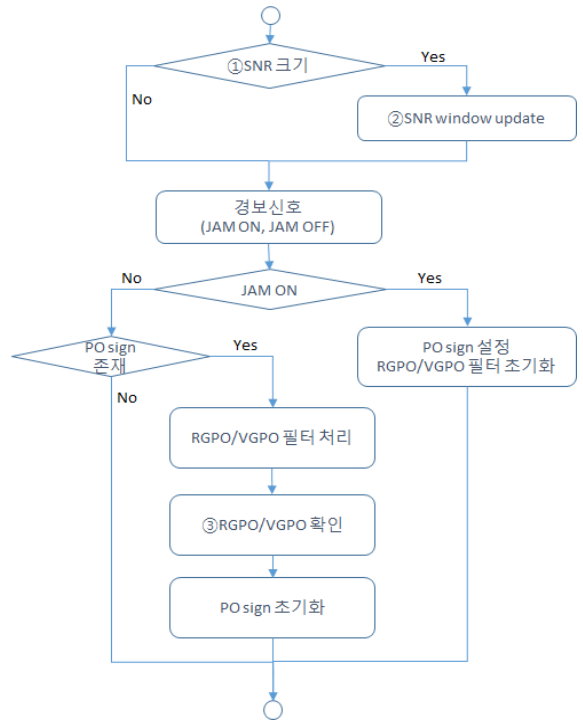 ①SNR 크기
Yes
No
②SNR window update
경보신호
(JAM ON, JAM OFF)
No
JAM ON
Yes
PO sign
존재
Yes
PO sign 설정
RGPO/VGPO 필터 초기화
No
RGPO/VGPO 필터 처리
③RGPO/VGPO 확인
PO sign 초기화